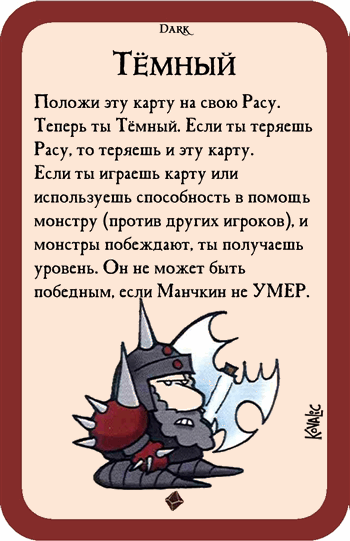 Dark
Тёмный
Положи эту карту на свою Расу.
Теперь ты Тёмный. Если ты теряешь
Расу, то теряешь и эту карту.
Если ты играешь карту или
используешь способность в помощь
монстру (против других игроков), и
монстры побеждают, ты получаешь
уровень. Он не может быть
победным, если Манчкин не УМЕР.
Kovalic